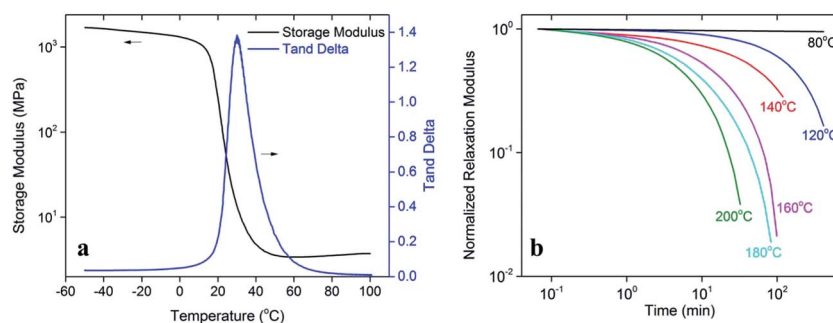 Storage Modulus
Tand Delta
Storage Modulus (MPa)
10³
10²
10¹
a
1.4
1.2
1.0
0.8
0.6
0.4
0.2
0.0
Tand Delta
-60 -40 -20 0 20 40 60 80 100
Temperature (°C)
Normalized Relaxation Modulus
10⁰
10⁻¹
10⁻²
80°C
140°C
120°C
160°C
200°C
180°C
b
10⁻¹ 10⁰ 10¹ 10²
Time (min)